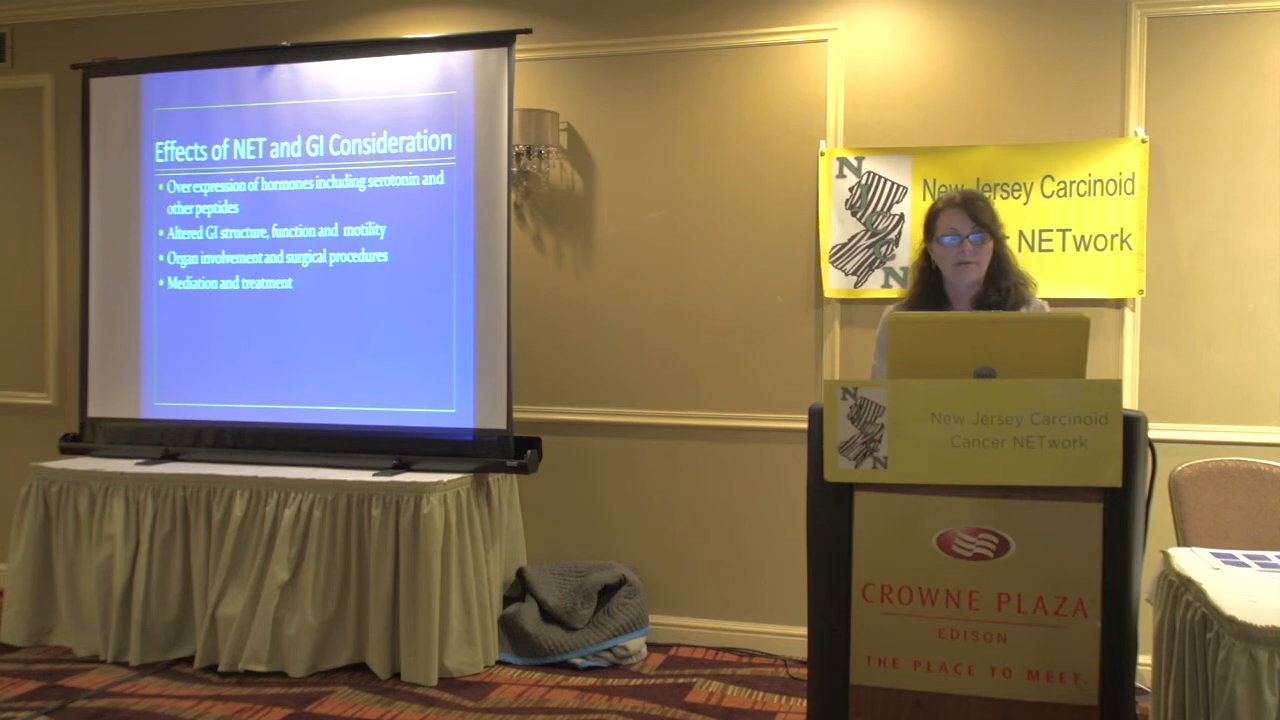 Effects of NET and GI Consideration
Over expression of hormones including serotonin and
other peptides
Altered GI structure, function and motility
Organ involvement and surgical procedures
Mediation and treatment
NJCCN
New Jersey Carcinoid
r NETwork
N
N
New Jersey Carcinoid
Cancer NETwork
CROWNE PLAZA
EDISON
THE PLACE TO MEET.